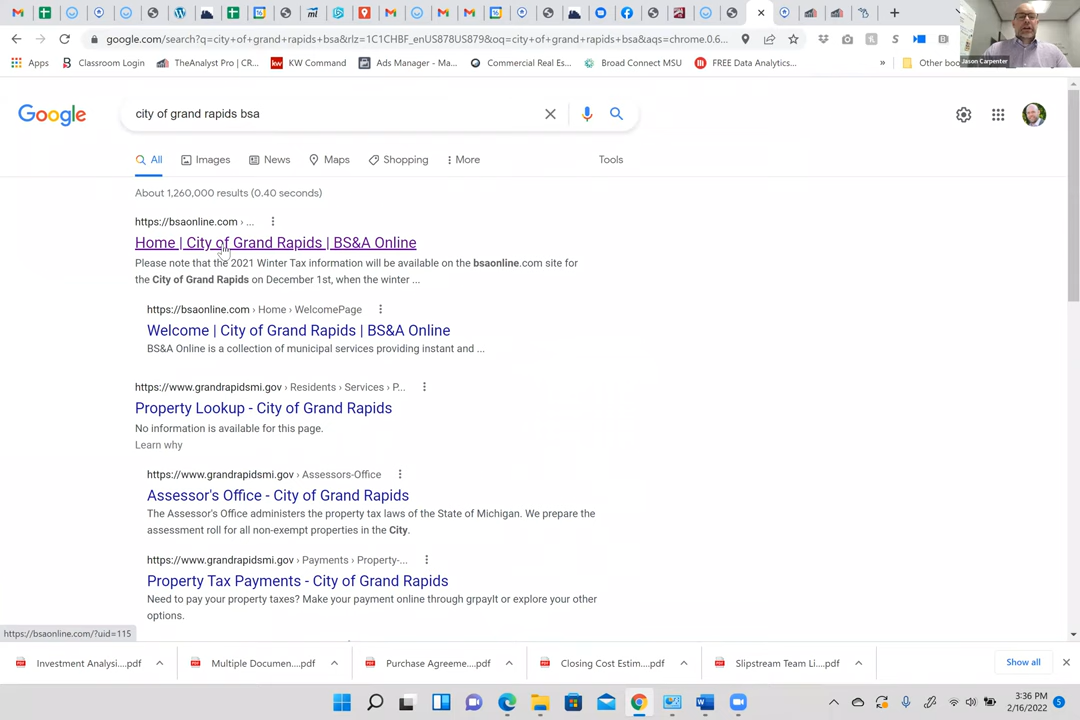 google.com/search?q=city+of+grand+rapids+bsa&rlz=1C1CHBF_enUS878US879&oq=city+of+grand+rapids+bsa&aqs=chrome.0.6...
Apps
Classroom Login
TheAnalyst Pro | CR...
KW Command
Ads Manager - Ma...
Commercial Real Es...
Broad Connect MSU
FREE Data Analytics...
»
Other boo
Jason Carpenter
Google
city of grand rapids bsa
All
Images
News
Maps
Shopping
More
Tools
About 1,260,000 results (0.40 seconds)
https://bsaonline.com › ...
Home | City of Grand Rapids | BS&A Online
Please note that the 2021 Winter Tax information will be available on the bsaonline.com site for
the City of Grand Rapids on December 1st, when the winter ...
https://bsaonline.com › Home › WelcomePage
Welcome | City of Grand Rapids | BS&A Online
BS&A Online is a collection of municipal services providing instant and ...
https://www.grandrapidsmi.gov › Residents › Services › P...
Property Lookup - City of Grand Rapids
No information is available for this page.
Learn why
https://www.grandrapidsmi.gov › Assessors-Office
Assessor's Office - City of Grand Rapids
The Assessor's Office administers the property tax laws of the State of Michigan. We prepare the
assessment roll for all non-exempt properties in the City.
https://www.grandrapidsmi.gov › Payments › Property-...
Property Tax Payments - City of Grand Rapids
Need to pay your property taxes? Make your payment online through grpayIt or explore your other
options.
https://bsaonline.com/?uid=115
Investment Analysi....pdf
Multiple Documen....pdf
Purchase Agreeme....pdf
Closing Cost Estim....pdf
Slipstream Team Li....pdf
Show all
3:36 PM
2/16/2022
5